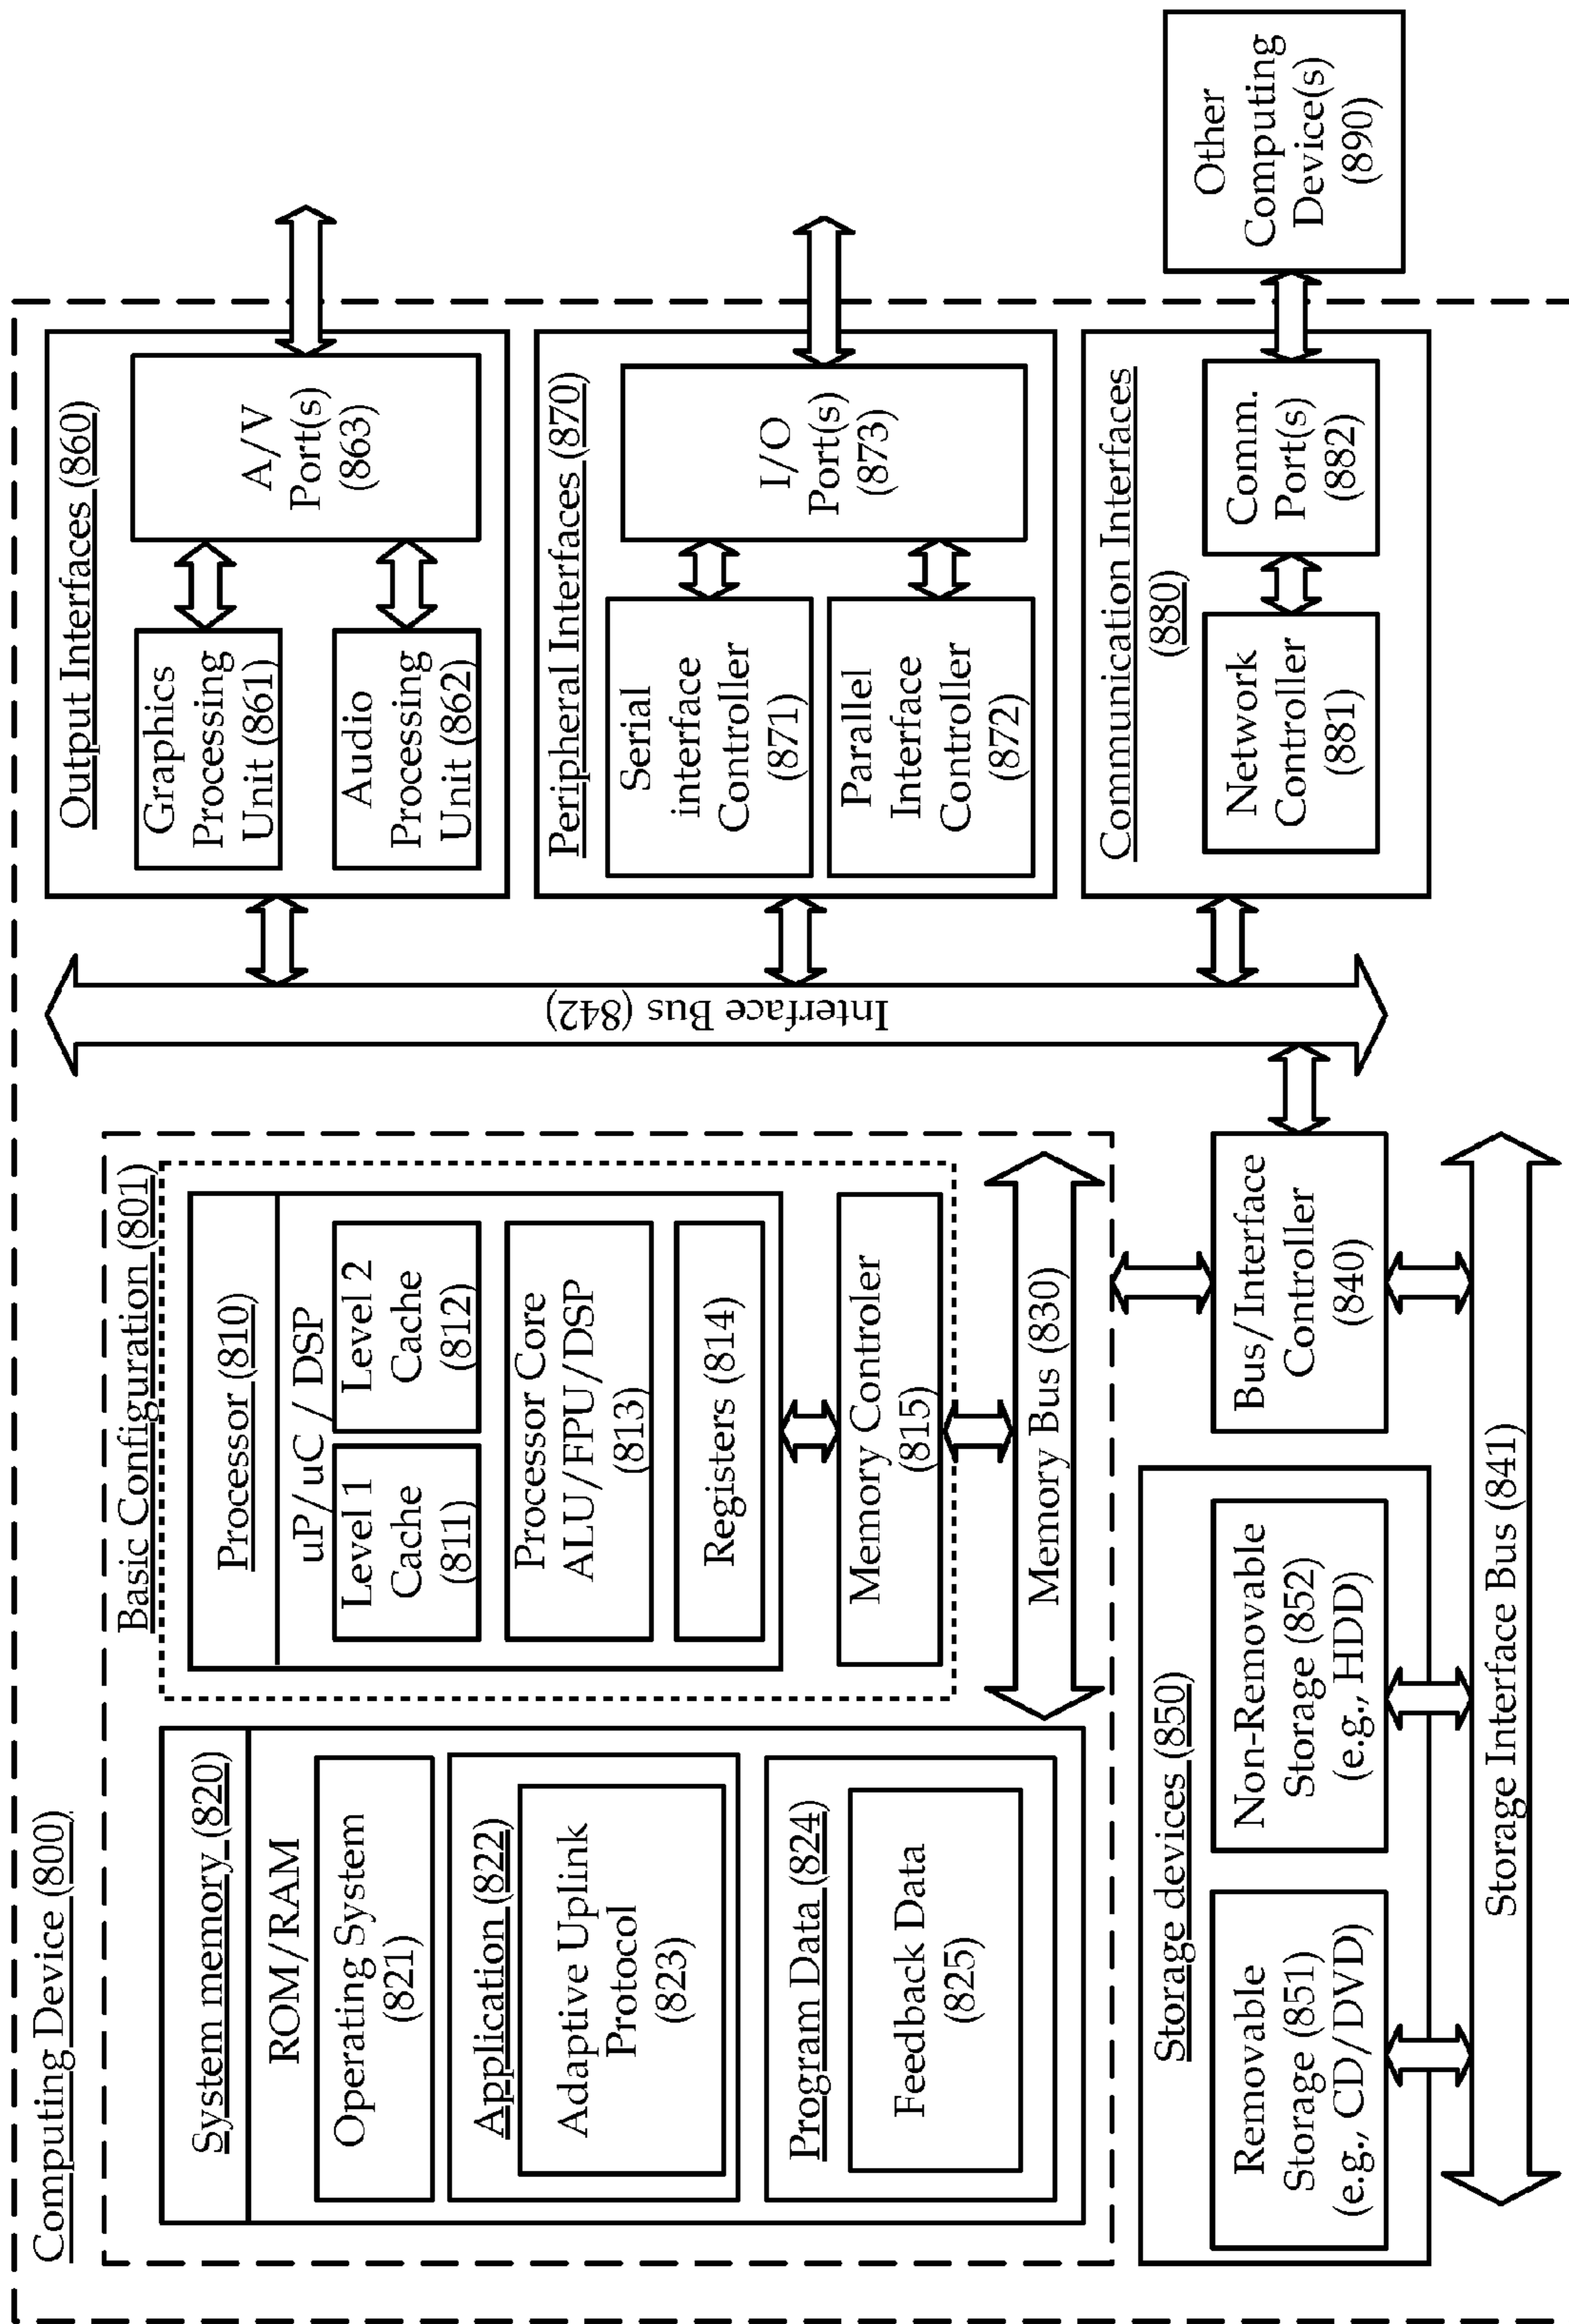 Computing Device (800)
Basic Configuration (801)
System memory (820)
ROM/RAM
Operating System
(821)
Application (822)
Adaptive Uplink
Protocol
(823)
Program Data (824)
Feedback Data
(825)
Processor (810)
uP/uC / DSP
Level 1
Cache
(811)
Level 2
Cache
(812)
Processor Core
ALU/FPU/DSP
(813)
Registers (814)
Memory Controler
(815)
Memory Bus (830)
Storage devices (850)
Removable
Storage (851)
(e.g., CD/DVD)
Non-Removable
Storage (852)
(e.g., HDD)
Bus/Interface
Controller
(840)
Storage Interface Bus (841)
Interface Bus (842)
Output Interfaces (860)
Graphics
Processing
Unit (861)
Audio
Processing
Unit (862)
A/V
Port(s)
(863)
Peripheral Interfaces (870)
Serial
interface
Controller
(871)
Parallel
Interface
Controller
(872)
I/O
Port(s)
(873)
Communication Interfaces
(880)
Network
Controller
(881)
Comm.
Port(s)
(882)
Other
Computing
Device(s)
(890)